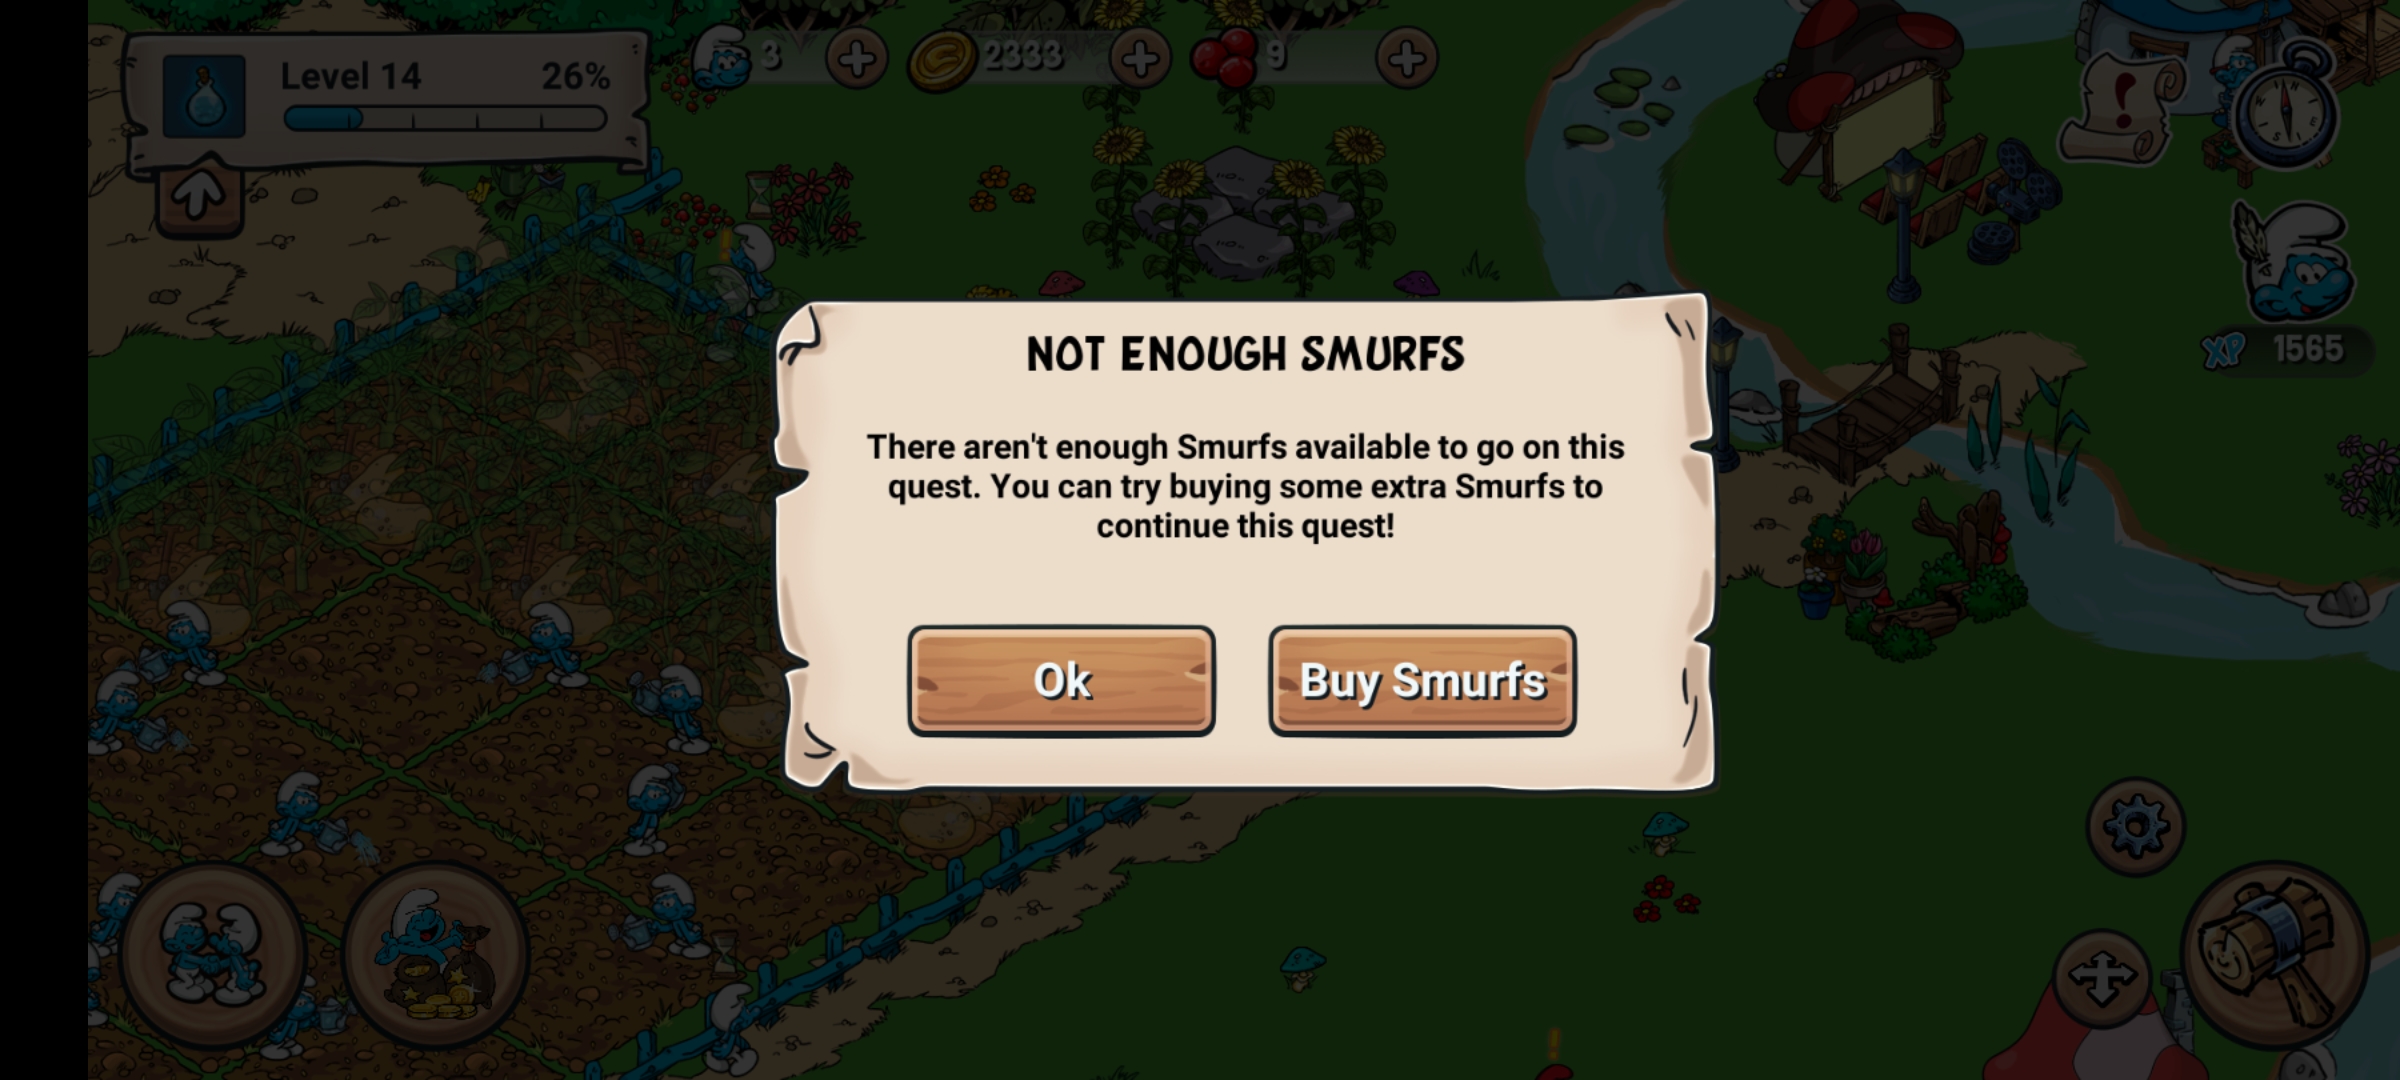 Level 14 26%
3 2333 9
XP 1565
NOT ENOUGH SMURFS
There aren't enough Smurfs available to go on this
quest. You can try buying some extra Smurfs to
continue this quest!
Ok Buy Smurfs